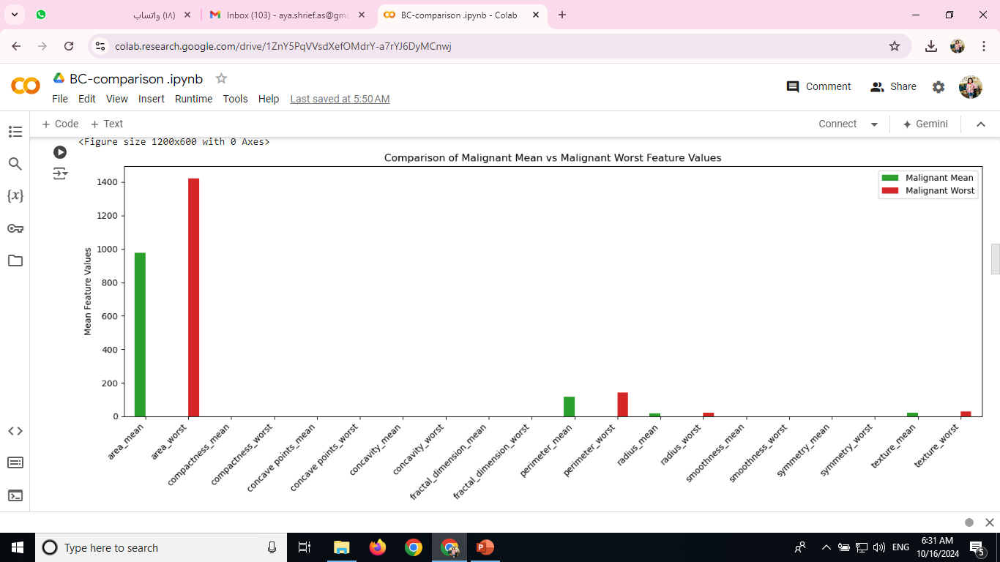 (١٨) واتساب
Inbox (103) - aya.shrief.as@gma
BC-comparison .ipynb - Colab
colab.research.google.com/drive/1ZnY5PqVVsdXefOMdrY-a7rYJ6DyMCnwj
BC-comparison .ipynb
File Edit View Insert Runtime Tools Help Last saved at 5:50 AM
Comment Share
+ Code + Text
Connect Gemini
<Figure size 1200x600 with 0 Axes>
Comparison of Malignant Mean vs Malignant Worst Feature Values
Malignant Mean
Malignant Worst
Mean Feature Values
1400
1200
1000
800
600
400
200
0
area_mean
area_worst
compactness_mean
compactness_worst
concave points_mean
concave points_worst
concavity_mean
concavity_worst
fractal_dimension_mean
fractal_dimension_worst
perimeter_mean
perimeter_worst
radius_mean
radius_worst
smoothness_mean
smoothness_worst
symmetry_mean
symmetry_worst
texture_mean
texture_worst
{x}
Type here to search
ENG
6:31 AM
10/16/2024
5